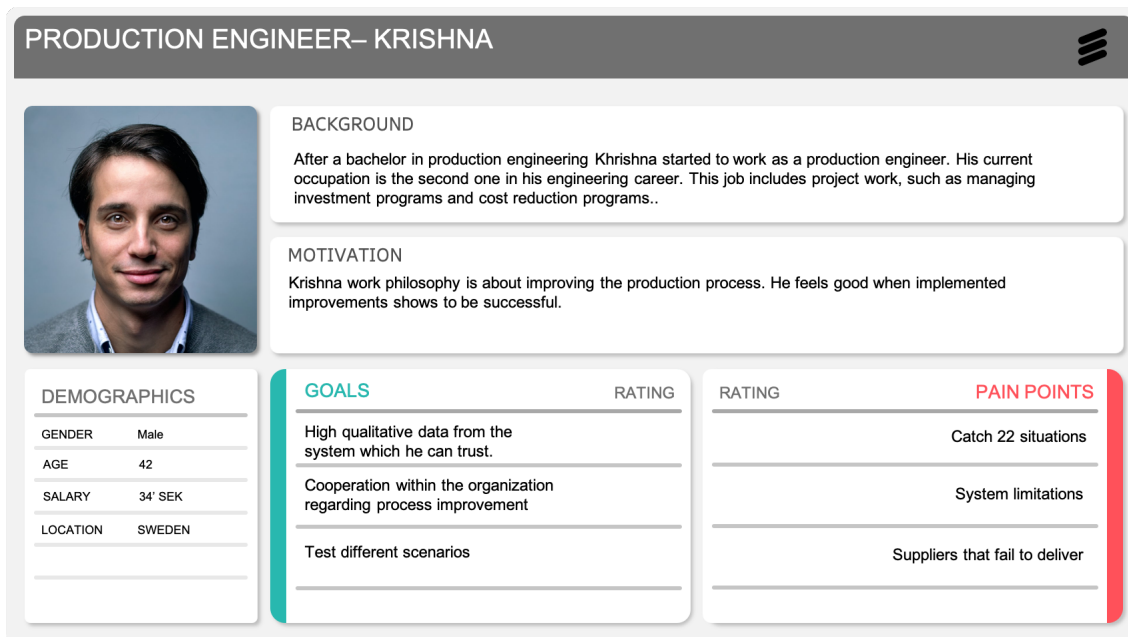 PRODUCTION ENGINEER– KRISHNA
BACKGROUND
After a bachelor in production engineering Khrishna started to work as a production engineer. His current
occupation is the second one in his engineering career. This job includes project work, such as managing
investment programs and cost reduction programs..
MOTIVATION
Krishna work philosophy is about improving the production process. He feels good when implemented
improvements shows to be successful.
DEMOGRAPHICS
GENDER Male
AGE 42
SALARY 34’ SEK
LOCATION SWEDEN
GOALS RATING
High qualitative data from the
system which he can trust.
Cooperation within the organization
regarding process improvement
Test different scenarios
RATING PAIN POINTS
Catch 22 situations
System limitations
Suppliers that fail to deliver